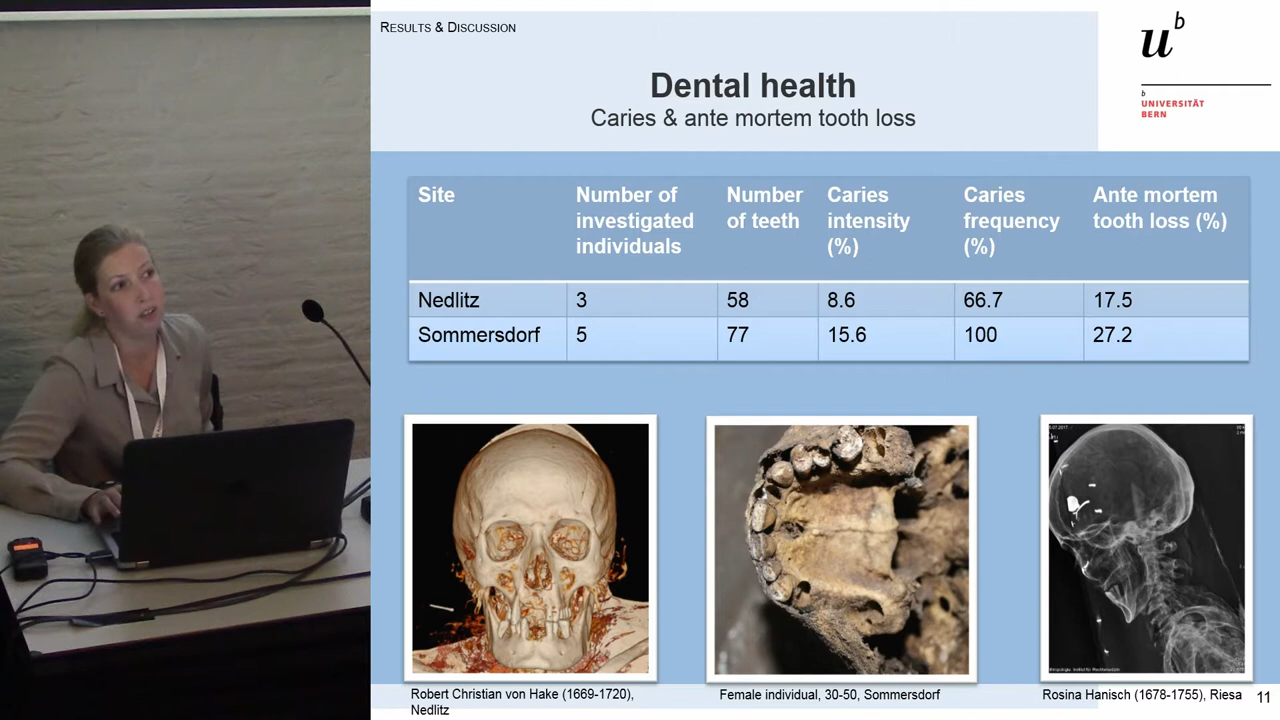 RESULTS & DISCUSSION
Dental health
Caries & ante mortem tooth loss
u b
b
UNIVERSITÄT
BERN
Site Number of investigated individuals Number of teeth Caries intensity (%) Caries frequency (%) Ante mortem tooth loss (%)
Nedlitz 3 58 8.6 66.7 17.5
Sommersdorf 5 77 15.6 100 27.2
Robert Christian von Hake (1669-1720),
Nedlitz
Female individual, 30-50, Sommersdorf
Rosina Hanisch (1678-1755), Riesa
11